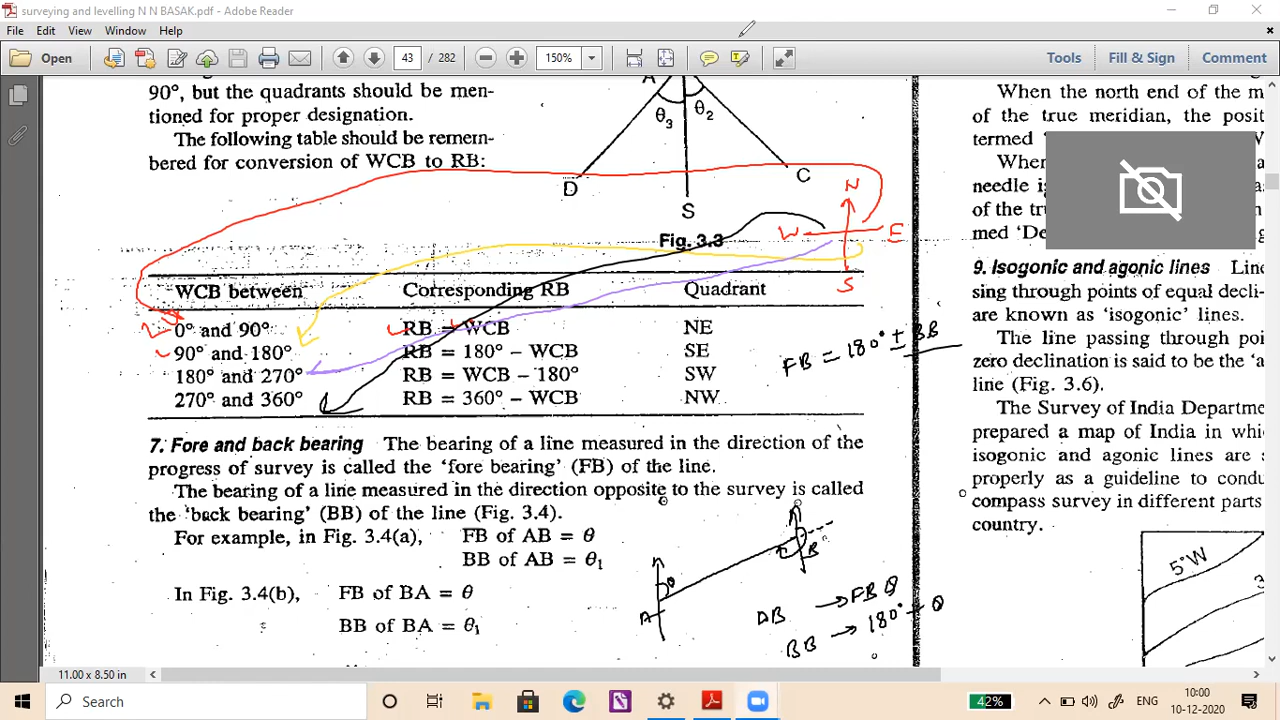 surveying and levelling N N BASAK.pdf - Adobe Reader
File Edit View Window Help
Open 43 / 282 150% Tools Fill & Sign Comment
90°, but the quadrants should be men-
tioned for proper designation.
The following table should be remem-
bered for conversion of WCB to RB:
A
θ3 θ2
D C
S
Fig. 3.3
N
W E
S
WCB between Corresponding RB Quadrant
0° and 90° RB = WCB NE
90° and 180° RB = 180° – WCB SE
180° and 270° RB = WCB – 180° SW
270° and 360° RB = 360° – WCB NW
FB = 180° ± BB
7. Fore and back bearing The bearing of a line measured in the direction of the
progress of survey is called the 'fore bearing' (FB) of the line.
The bearing of a line measured in the direction opposite to the survey is called
the 'back bearing' (BB) of the line (Fig. 3.4).
For example, in Fig. 3.4(a), FB of AB = θ
BB of AB = θ1
In Fig. 3.4(b), FB of BA = θ
BB of BA = θ1
A θ B
FB θ
BB → 180° + θ
When the north end of the m
of the true meridian, the posit
termed '
When
needle i
of the tru
med 'De
9. Isogonic and agonic lines Line
sing through points of equal decli-
are known as 'isogonic' lines.
The line passing through poi
zero declination is said to be the 'a
line (Fig. 3.6).
The Survey of India Departme
prepared a map of India in whic
isogonic and agonic lines are s
properly as a guideline to condu
compass survey in different parts
country.
5°W
11.00 x 8.50 in
Search
42% ENG 10:00
10-12-2020